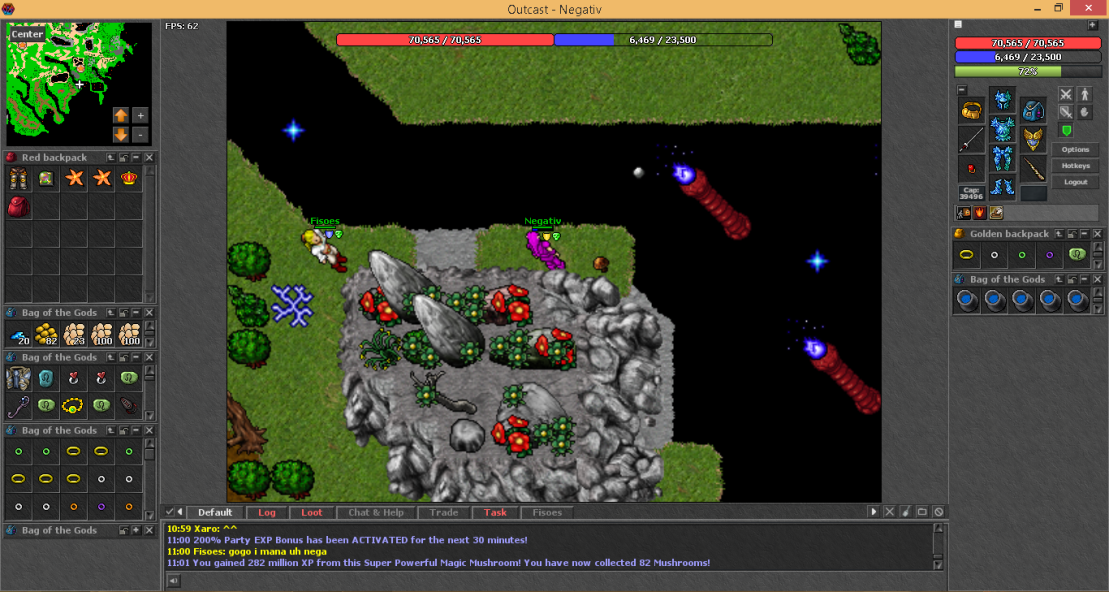 Outcast - Negativ
Center
FPS: 62
70,565 / 70,565
6,469 / 23,500
70,565 / 70,565
6,469 / 23,500
72%
+
-
Red backpack
Options
Hotkeys
Logout
Cap:
39496
Fisoes
Negativ
Golden backpack
Bag of the Gods
Bag of the Gods
20
82
23
100
100
Bag of the Gods
Bag of the Gods
Bag of the Gods
Default
Log
Loot
Chat & Help
Trade
Task
Fisoes
10:59 Xaro: ^^
11:00 200% Party EXP Bonus has been ACTIVATED for the next 30 minutes!
11:00 Fisoes: gogo i mana uh nega
11:01 You gained 282 million XP from this Super Powerful Magic Mushroom! You have now collected 82 Mushrooms!